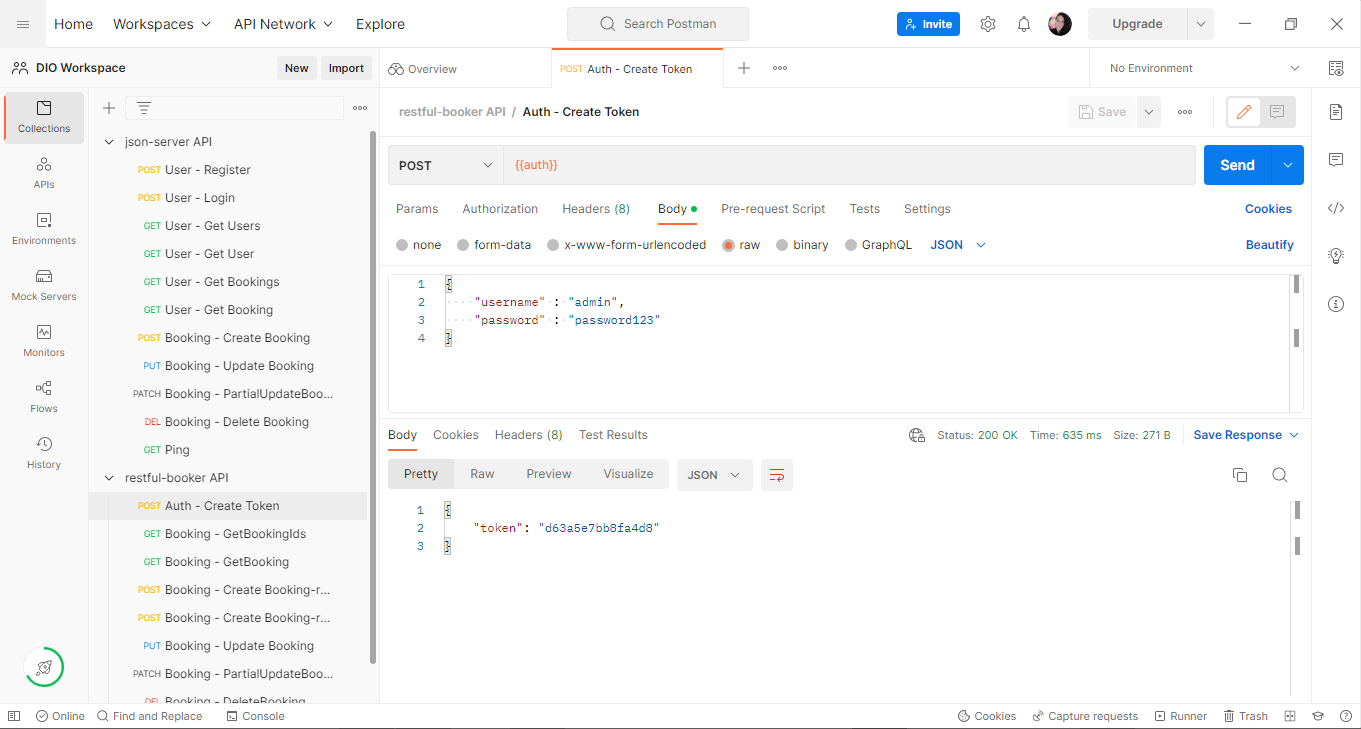 Home Workspaces API Network Explore Search Postman Invite Upgrade
DIO Workspace New Import
Overview POST Auth - Create Token No Environment
Collections
APIs
Environments
Mock Servers
Monitors
Flows
History
json-server API
POST User - Register
POST User - Login
GET User - Get Users
GET User - Get User
GET User - Get Bookings
GET User - Get Booking
POST Booking - Create Booking
PUT Booking - Update Booking
PATCH Booking - PartialUpdateBoo...
DEL Booking - Delete Booking
GET Ping
restful-booker API
POST Auth - Create Token
GET Booking - GetBookingIds
GET Booking - GetBooking
POST Booking - Create Booking-r...
POST Booking - Create Booking-r...
PUT Booking - Update Booking
PATCH Booking - PartialUpdateBoo...
DEL Booking - DeleteBooking
restful-booker API / Auth - Create Token Save
POST {{auth}} Send
Params Authorization Headers (8) Body Pre-request Script Tests Settings Cookies
none form-data x-www-form-urlencoded raw binary GraphQL JSON Beautify
1 {
2 "username" : "admin",
3 "password" : "password123"
4 }
Body Cookies Headers (8) Test Results Status: 200 OK Time: 635 ms Size: 271 B Save Response
Pretty Raw Preview Visualize JSON
1 {
2 "token": "d63a5e7bb8fa4d8"
3 }
Online Find and Replace Console Cookies Capture requests Runner Trash